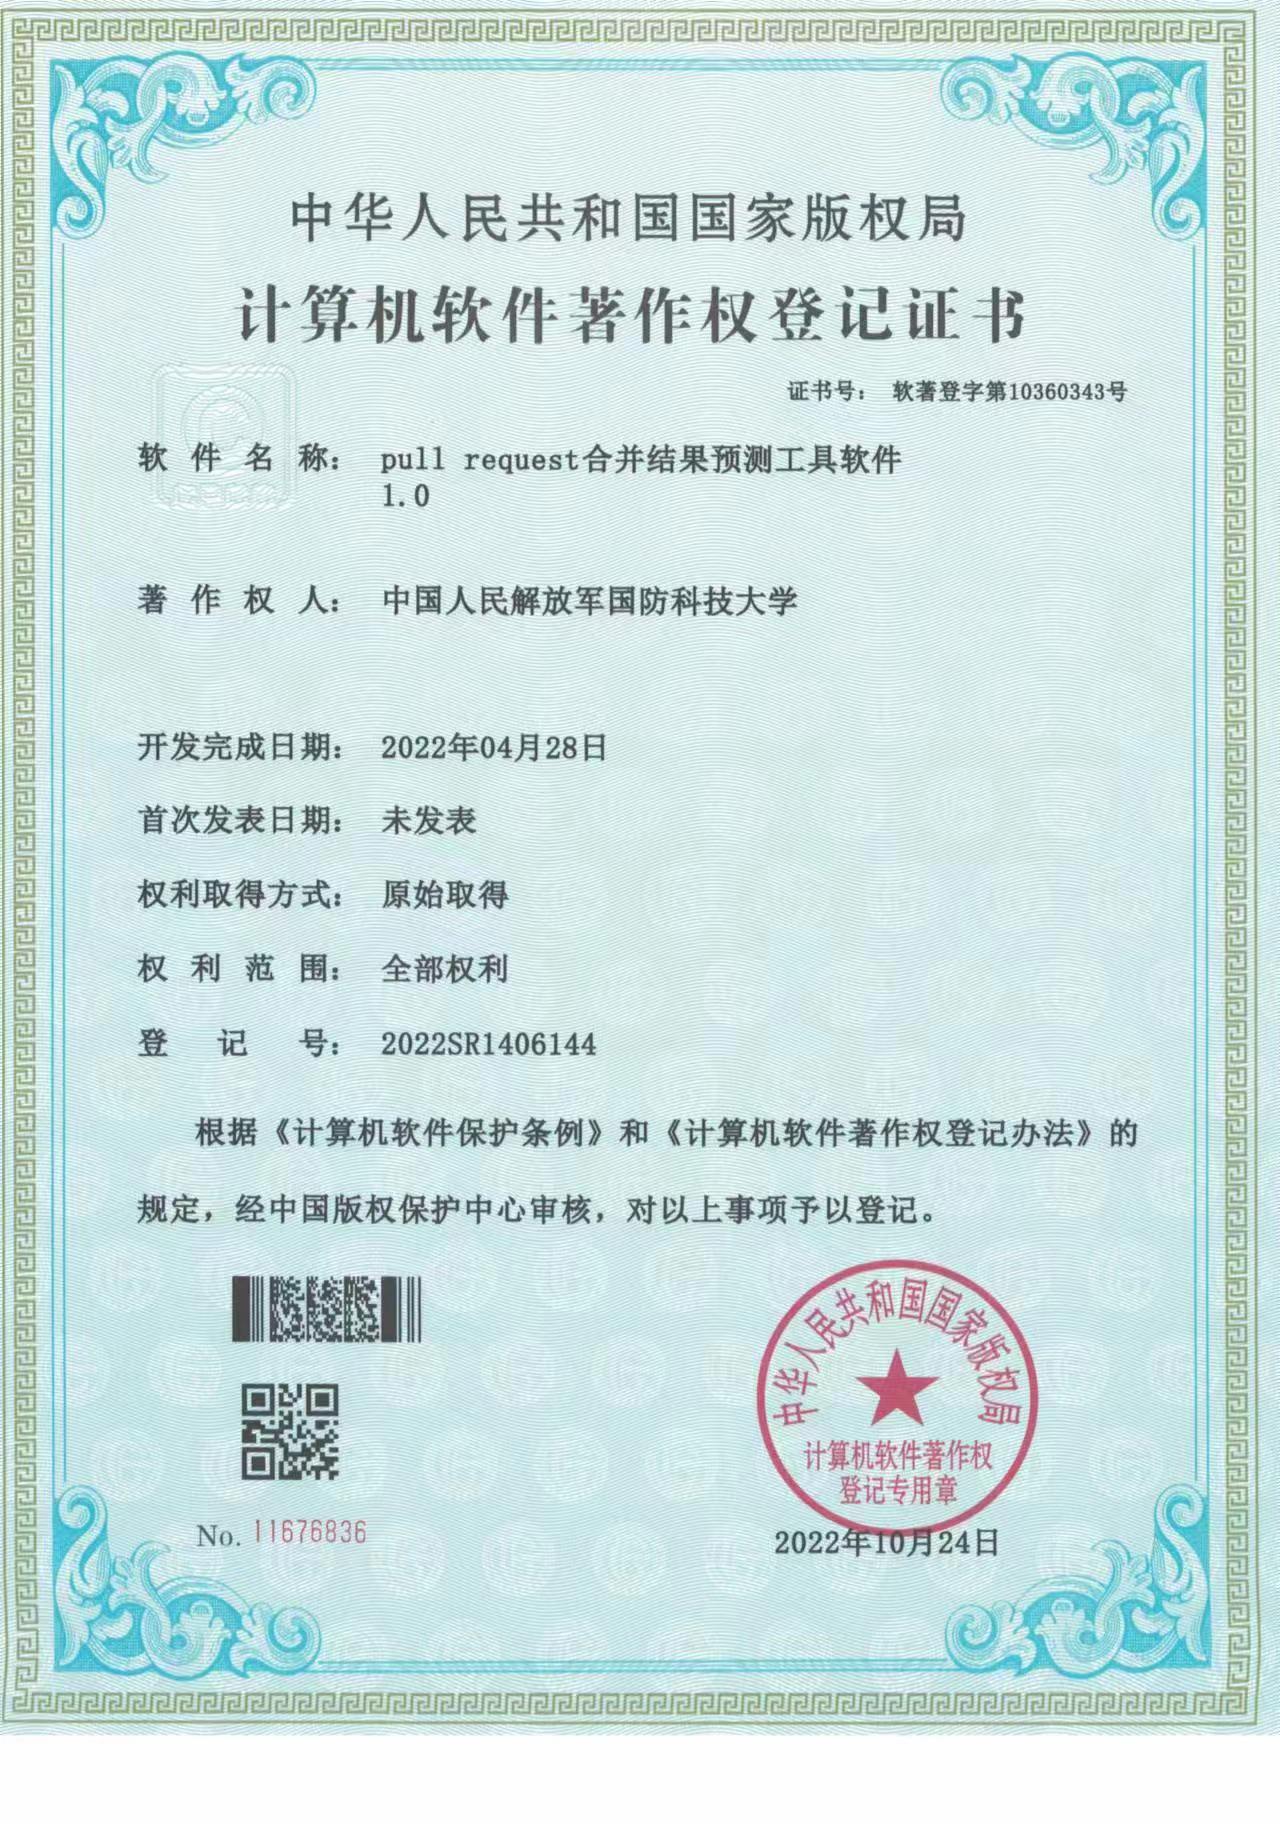 中华人民共和国国家版权局
计算机软件著作权登记证书
证书号： 软著登字第10360343号
软件名称： pull request合并结果预测工具软件
1.0
著作权人： 中国人民解放军国防科技大学
开发完成日期： 2022年04月28日
首次发表日期： 未发表
权利取得方式： 原始取得
权利范围： 全部权利
登记号： 2022SR1406144
根据《计算机软件保护条例》和《计算机软件著作权登记办法》的
规定，经中国版权保护中心审核，对以上事项予以登记。
中华人民共和国国家版权局
计算机软件著作权
登记专用章
No. 11676836
2022年10月24日